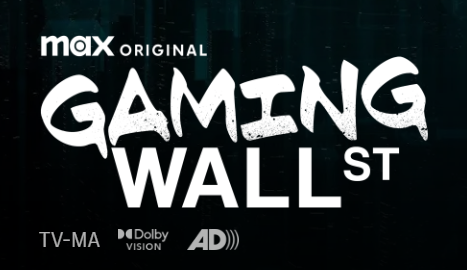 max ORIGINAL
GAMING
WALL ST
TV-MA Dolby VISION AD